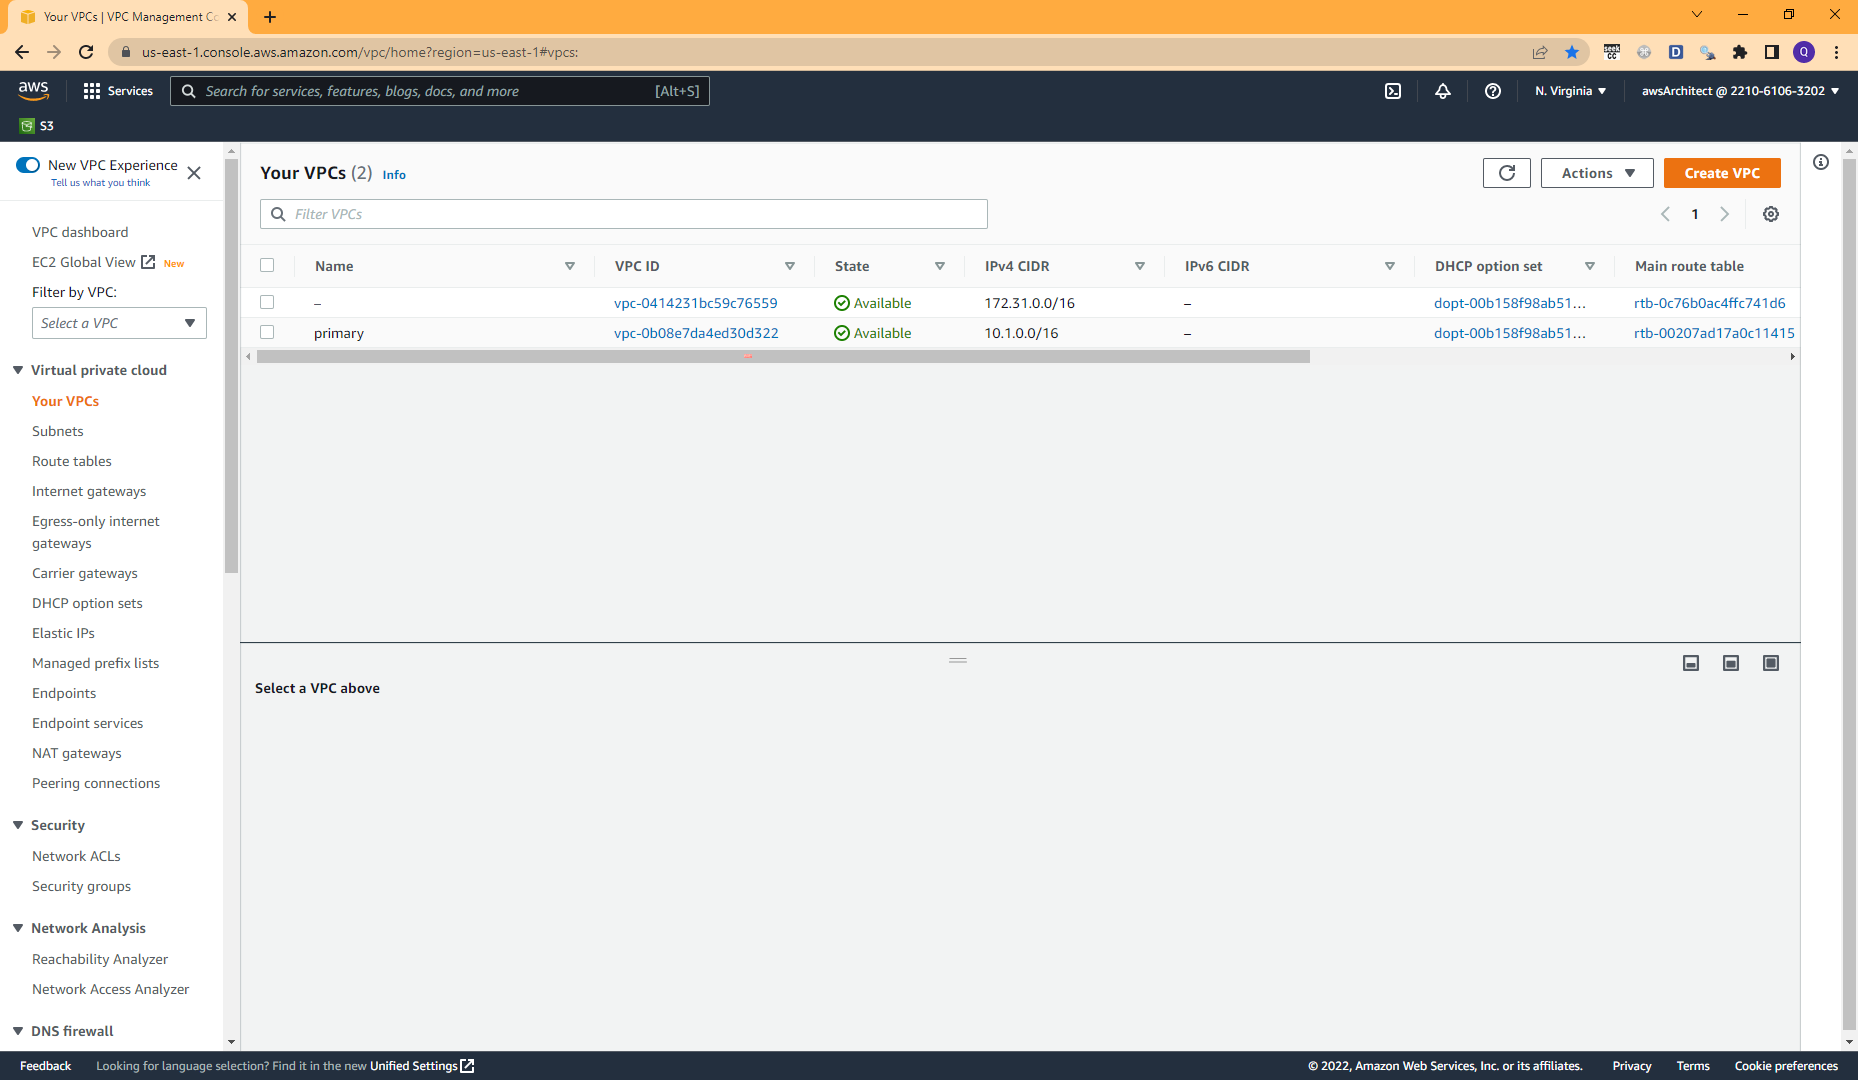 Your VPCs | VPC Management Co
us-east-1.console.aws.amazon.com/vpc/home?region=us-east-1#vpcs:
seek CC
D
Q
aws
Services
Search for services, features, blogs, docs, and more
[Alt+S]
N. Virginia
awsArchitect @ 2210-6106-3202
S3
New VPC Experience
Tell us what you think
VPC dashboard
EC2 Global View New
Filter by VPC:
Select a VPC
Virtual private cloud
Your VPCs
Subnets
Route tables
Internet gateways
Egress-only internet
gateways
Carrier gateways
DHCP option sets
Elastic IPs
Managed prefix lists
Endpoints
Endpoint services
NAT gateways
Peering connections
Security
Network ACLs
Security groups
Network Analysis
Reachability Analyzer
Network Access Analyzer
DNS firewall
Your VPCs (2) Info
Actions
Create VPC
Filter VPCs
1
Name VPC ID State IPv4 CIDR IPv6 CIDR DHCP option set Main route table
– vpc-0414231bc59c76559 Available 172.31.0.0/16 – dopt-00b158f98ab51... rtb-0c76b0ac4ffc741d6
primary vpc-0b08e7da4ed30d322 Available 10.1.0.0/16 – dopt-00b158f98ab51... rtb-00207ad17a0c11415
Select a VPC above
Feedback
Looking for language selection? Find it in the new Unified Settings
© 2022, Amazon Web Services, Inc. or its affiliates.
Privacy
Terms
Cookie preferences